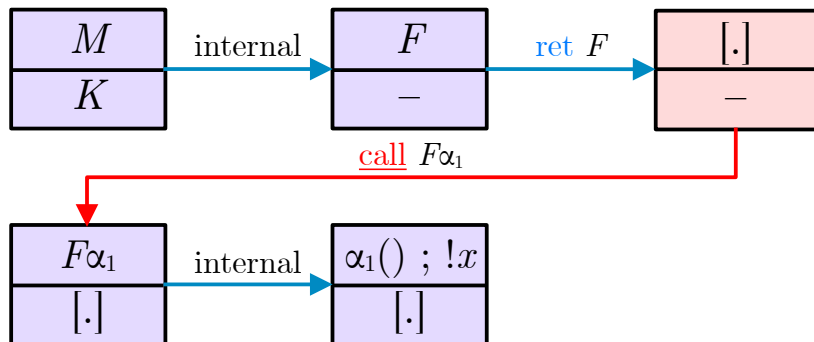 M internal F ret F [.]
K – –
call Fα₁
Fα₁ internal α₁() ; !x
[.] [.]